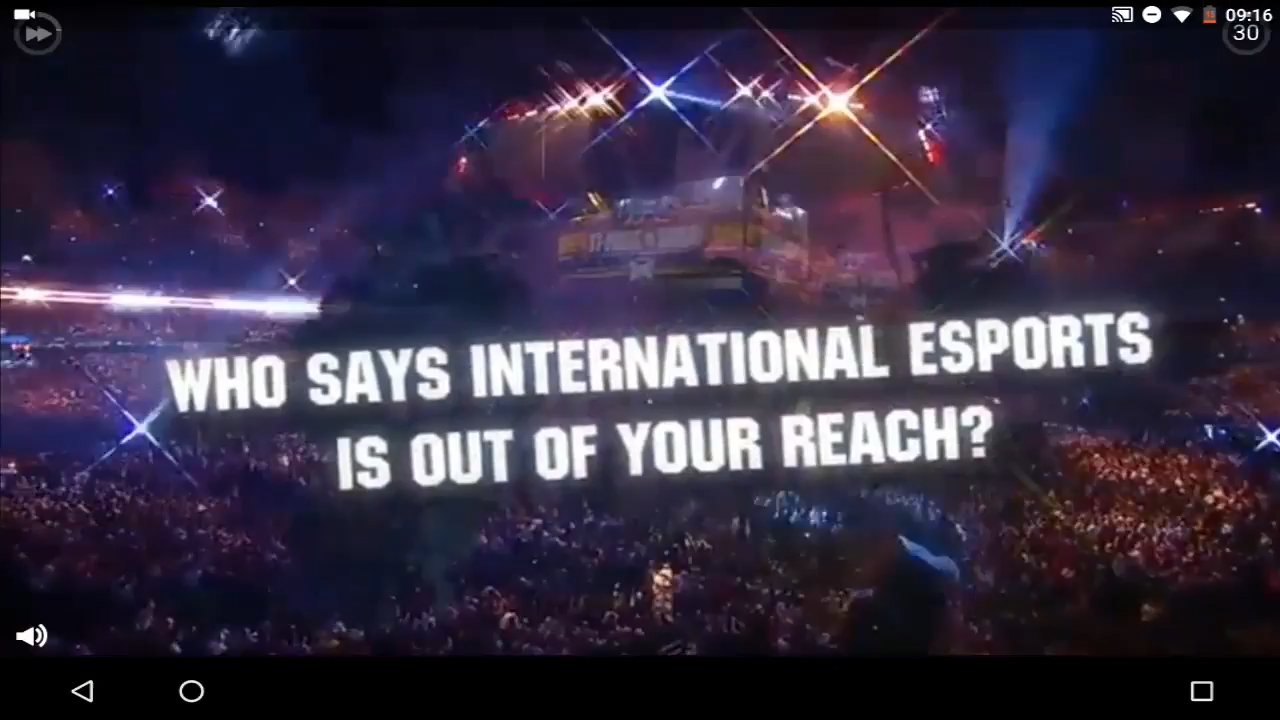 09:16
30
WHO SAYS INTERNATIONAL ESPORTS
IS OUT OF YOUR REACH?